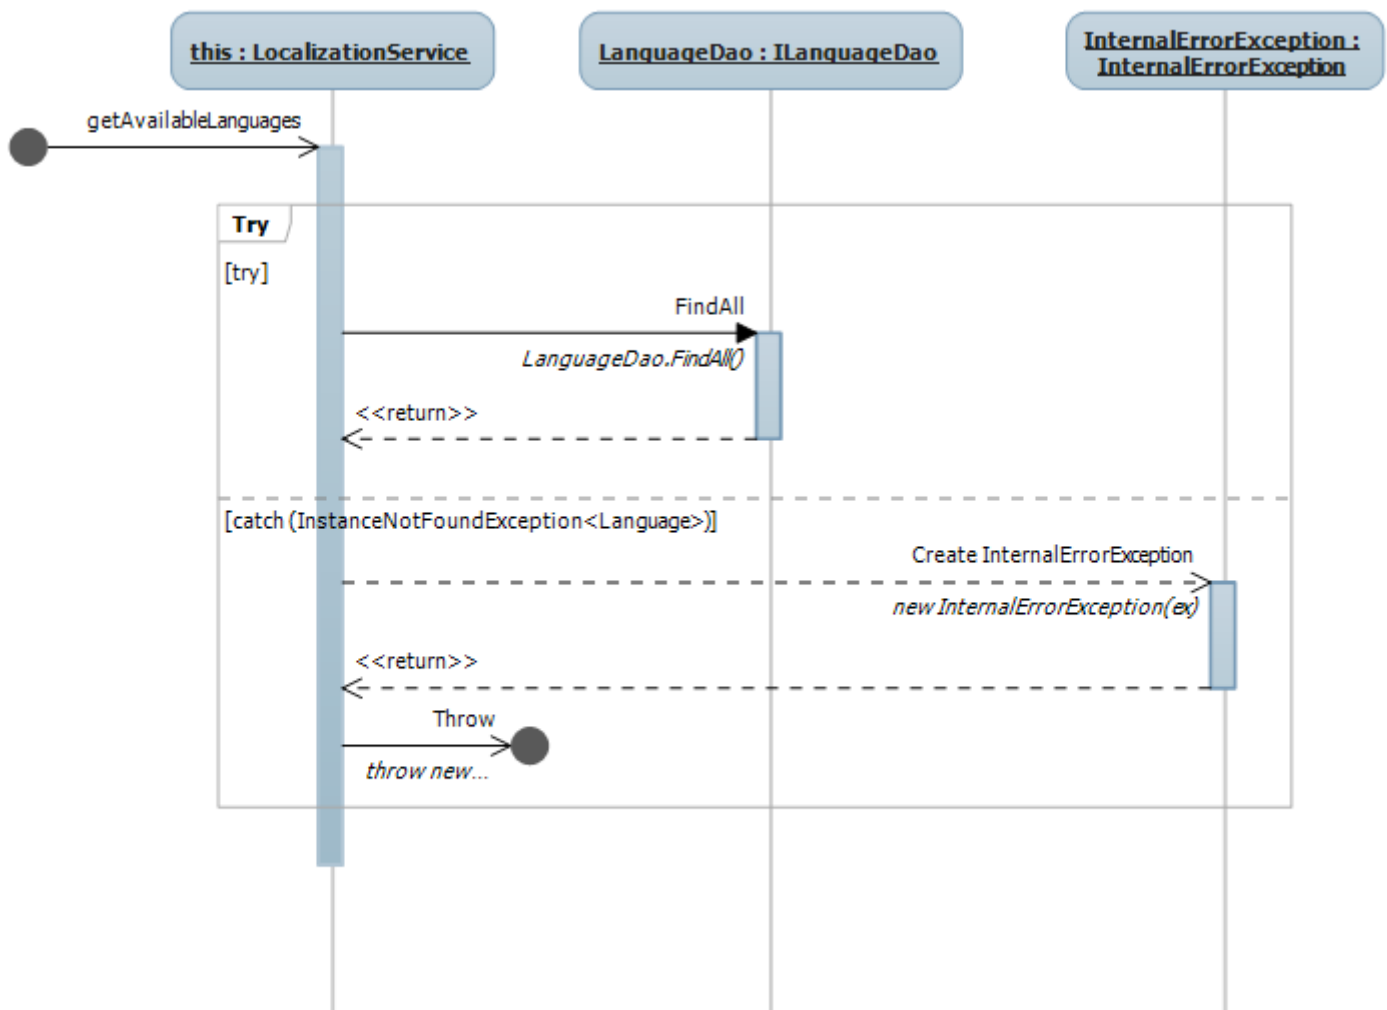 this : LocalizationService
LanguageDao : ILanguageDao
InternalErrorException :
InternalErrorException
getAvailableLanguages
Try
[try]
FindAll
LanguageDao.FindAll()
<<return>>
[catch (InstanceNotFoundException<Language>)]
Create InternalErrorException
new InternalErrorException(ex)
<<return>>
Throw
throw new...